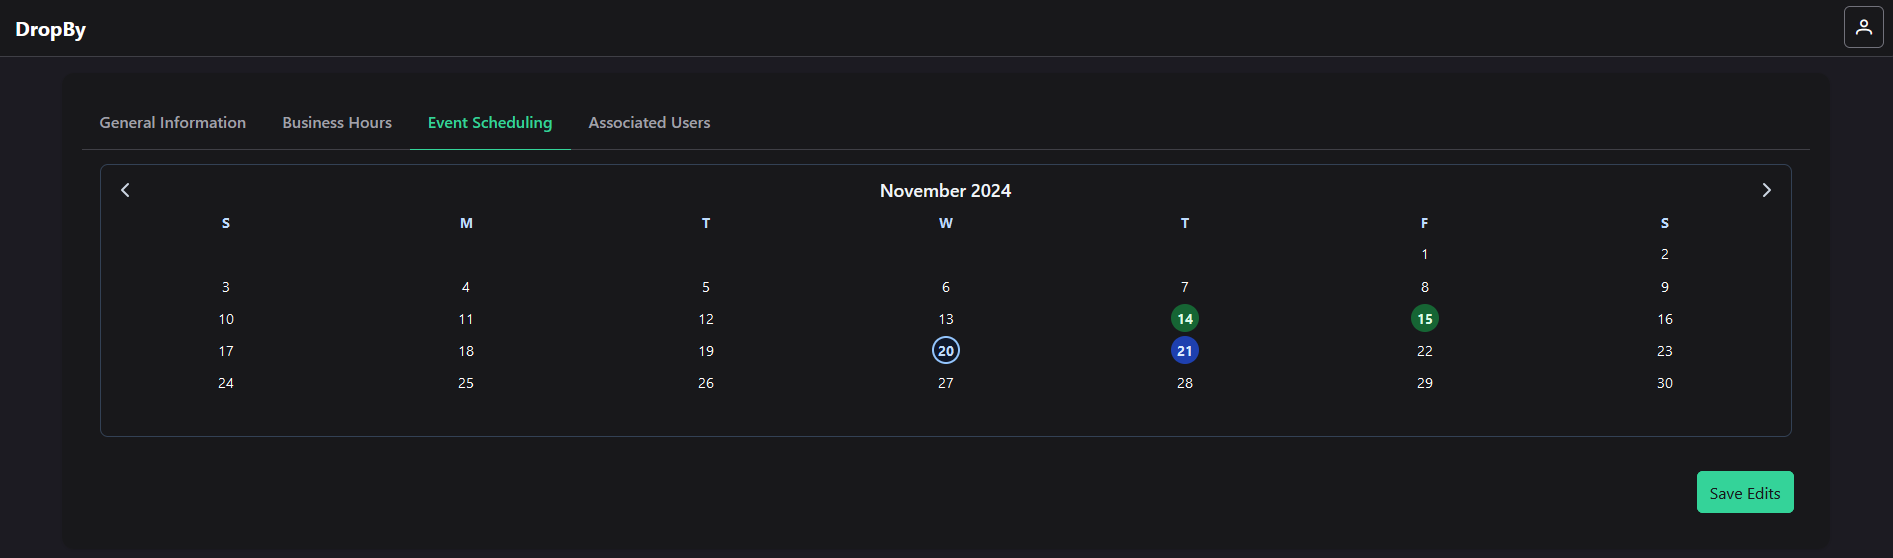 DropBy
General Information Business Hours Event Scheduling Associated Users
November 2024
S M T W T F S
1 2
3 4 5 6 7 8 9
10 11 12 13 14 15 16
17 18 19 20 21 22 23
24 25 26 27 28 29 30
Save Edits